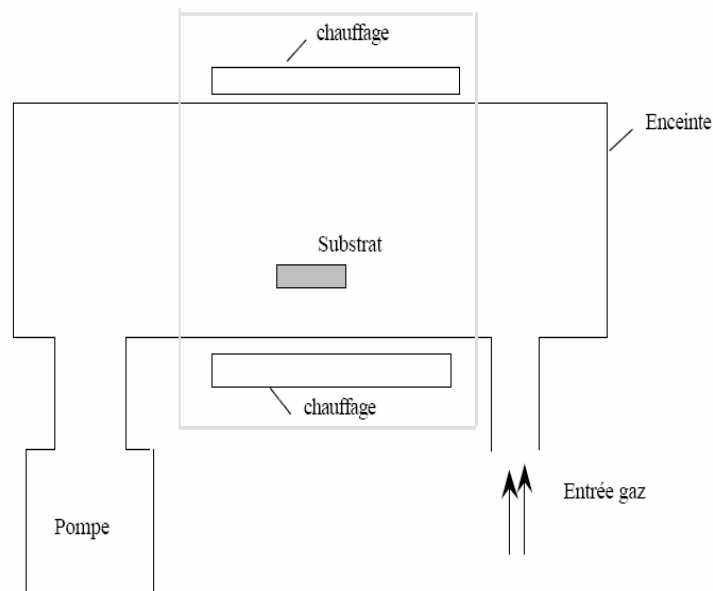 chauffage
Enceinte
Substrat
chauffage
Entrée gaz
Pompe